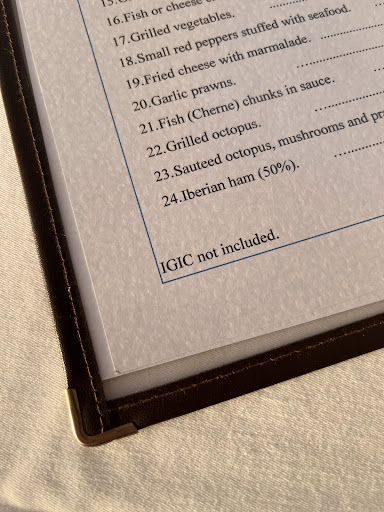 16.Fish or cheese
17.Grilled vegetables.
18.Small red peppers stuffed with seafood.
19.Fried cheese with marmalade.
20.Garlic prawns.
21.Fish (Cherne) chunks in sauce.
22.Grilled octopus.
23.Sauteed octopus, mushrooms and
24.Iberian ham (50%).
IGIC not included.